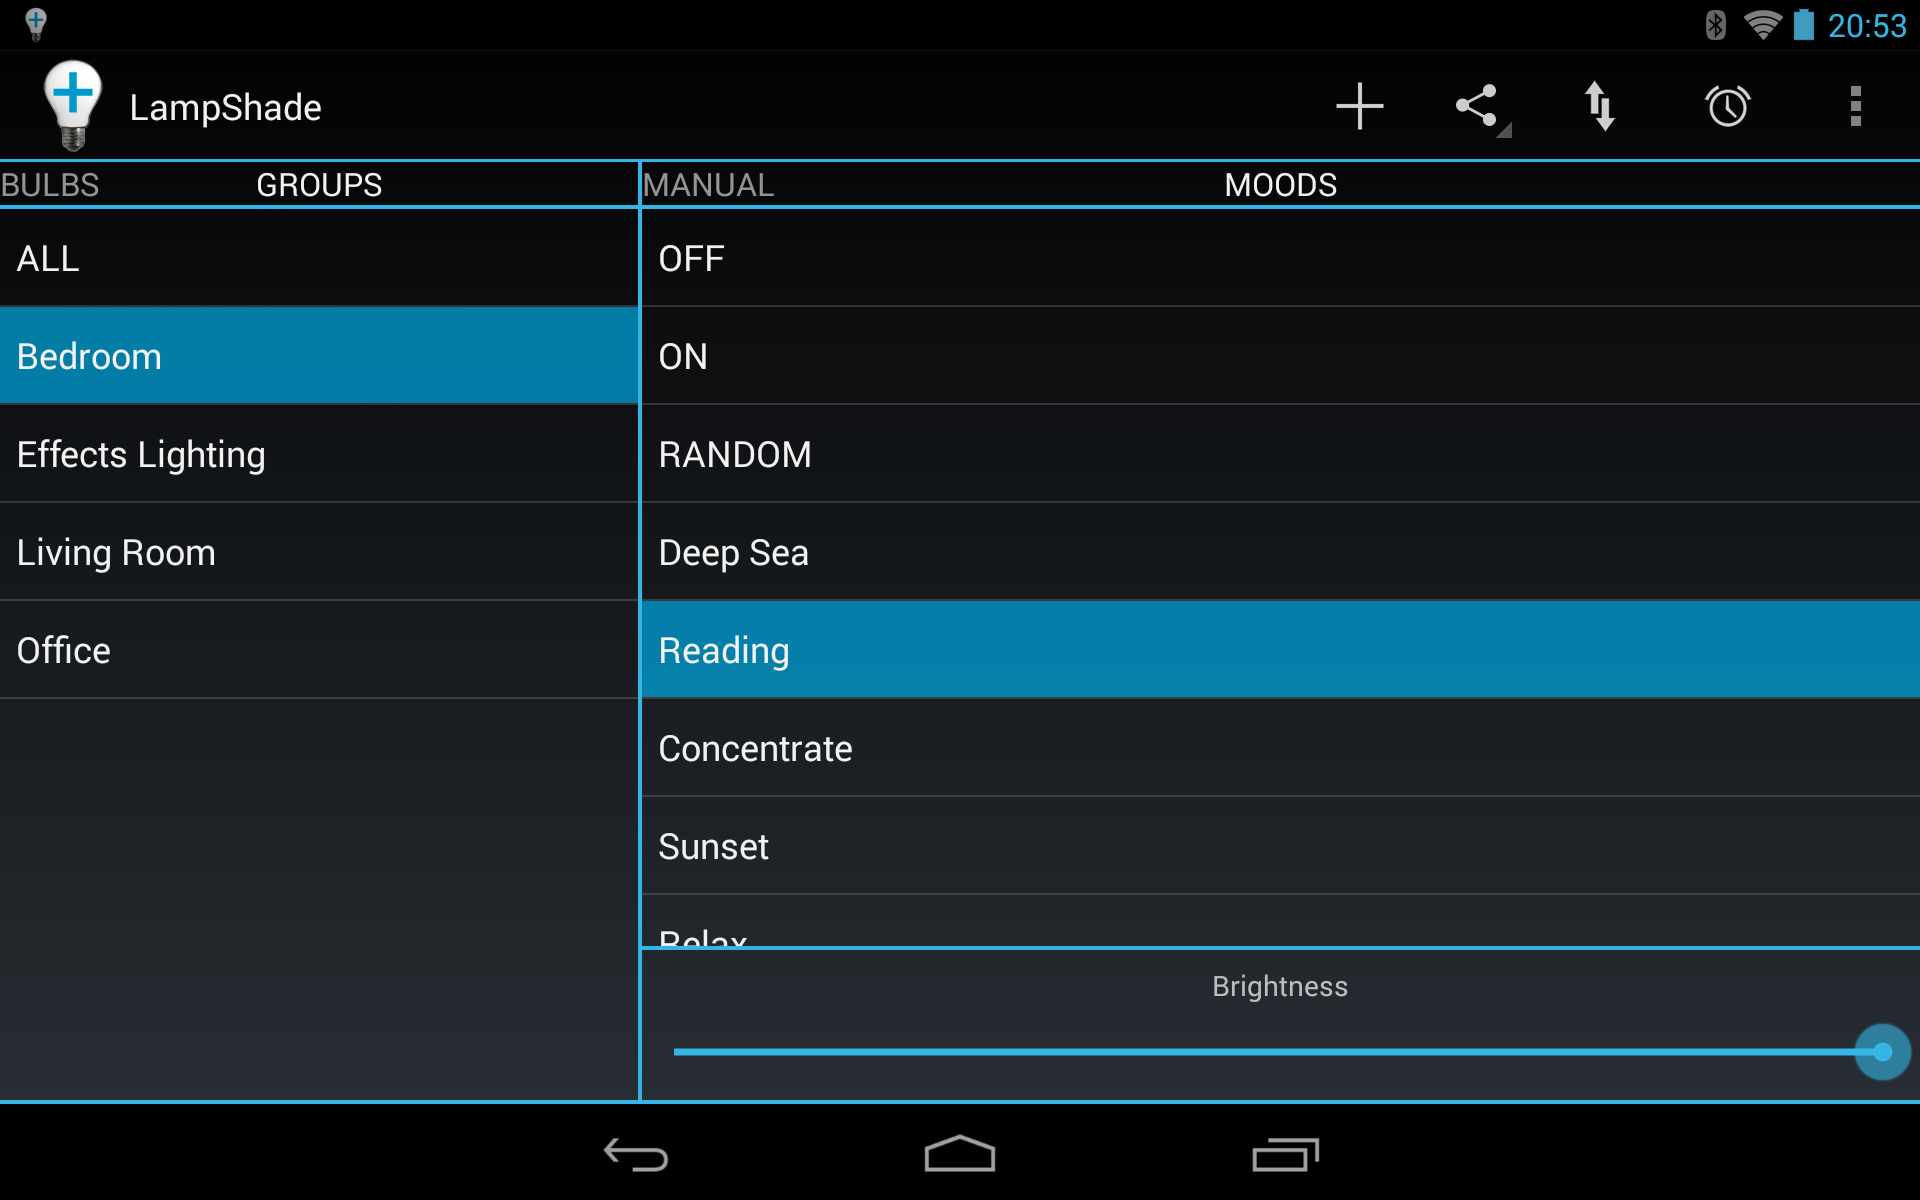 20:53
LampShade
BULBS GROUPS MANUAL MOODS
ALL
Bedroom
Effects Lighting
Living Room
Office
OFF
ON
RANDOM
Deep Sea
Reading
Concentrate
Sunset
Relax
Brightness